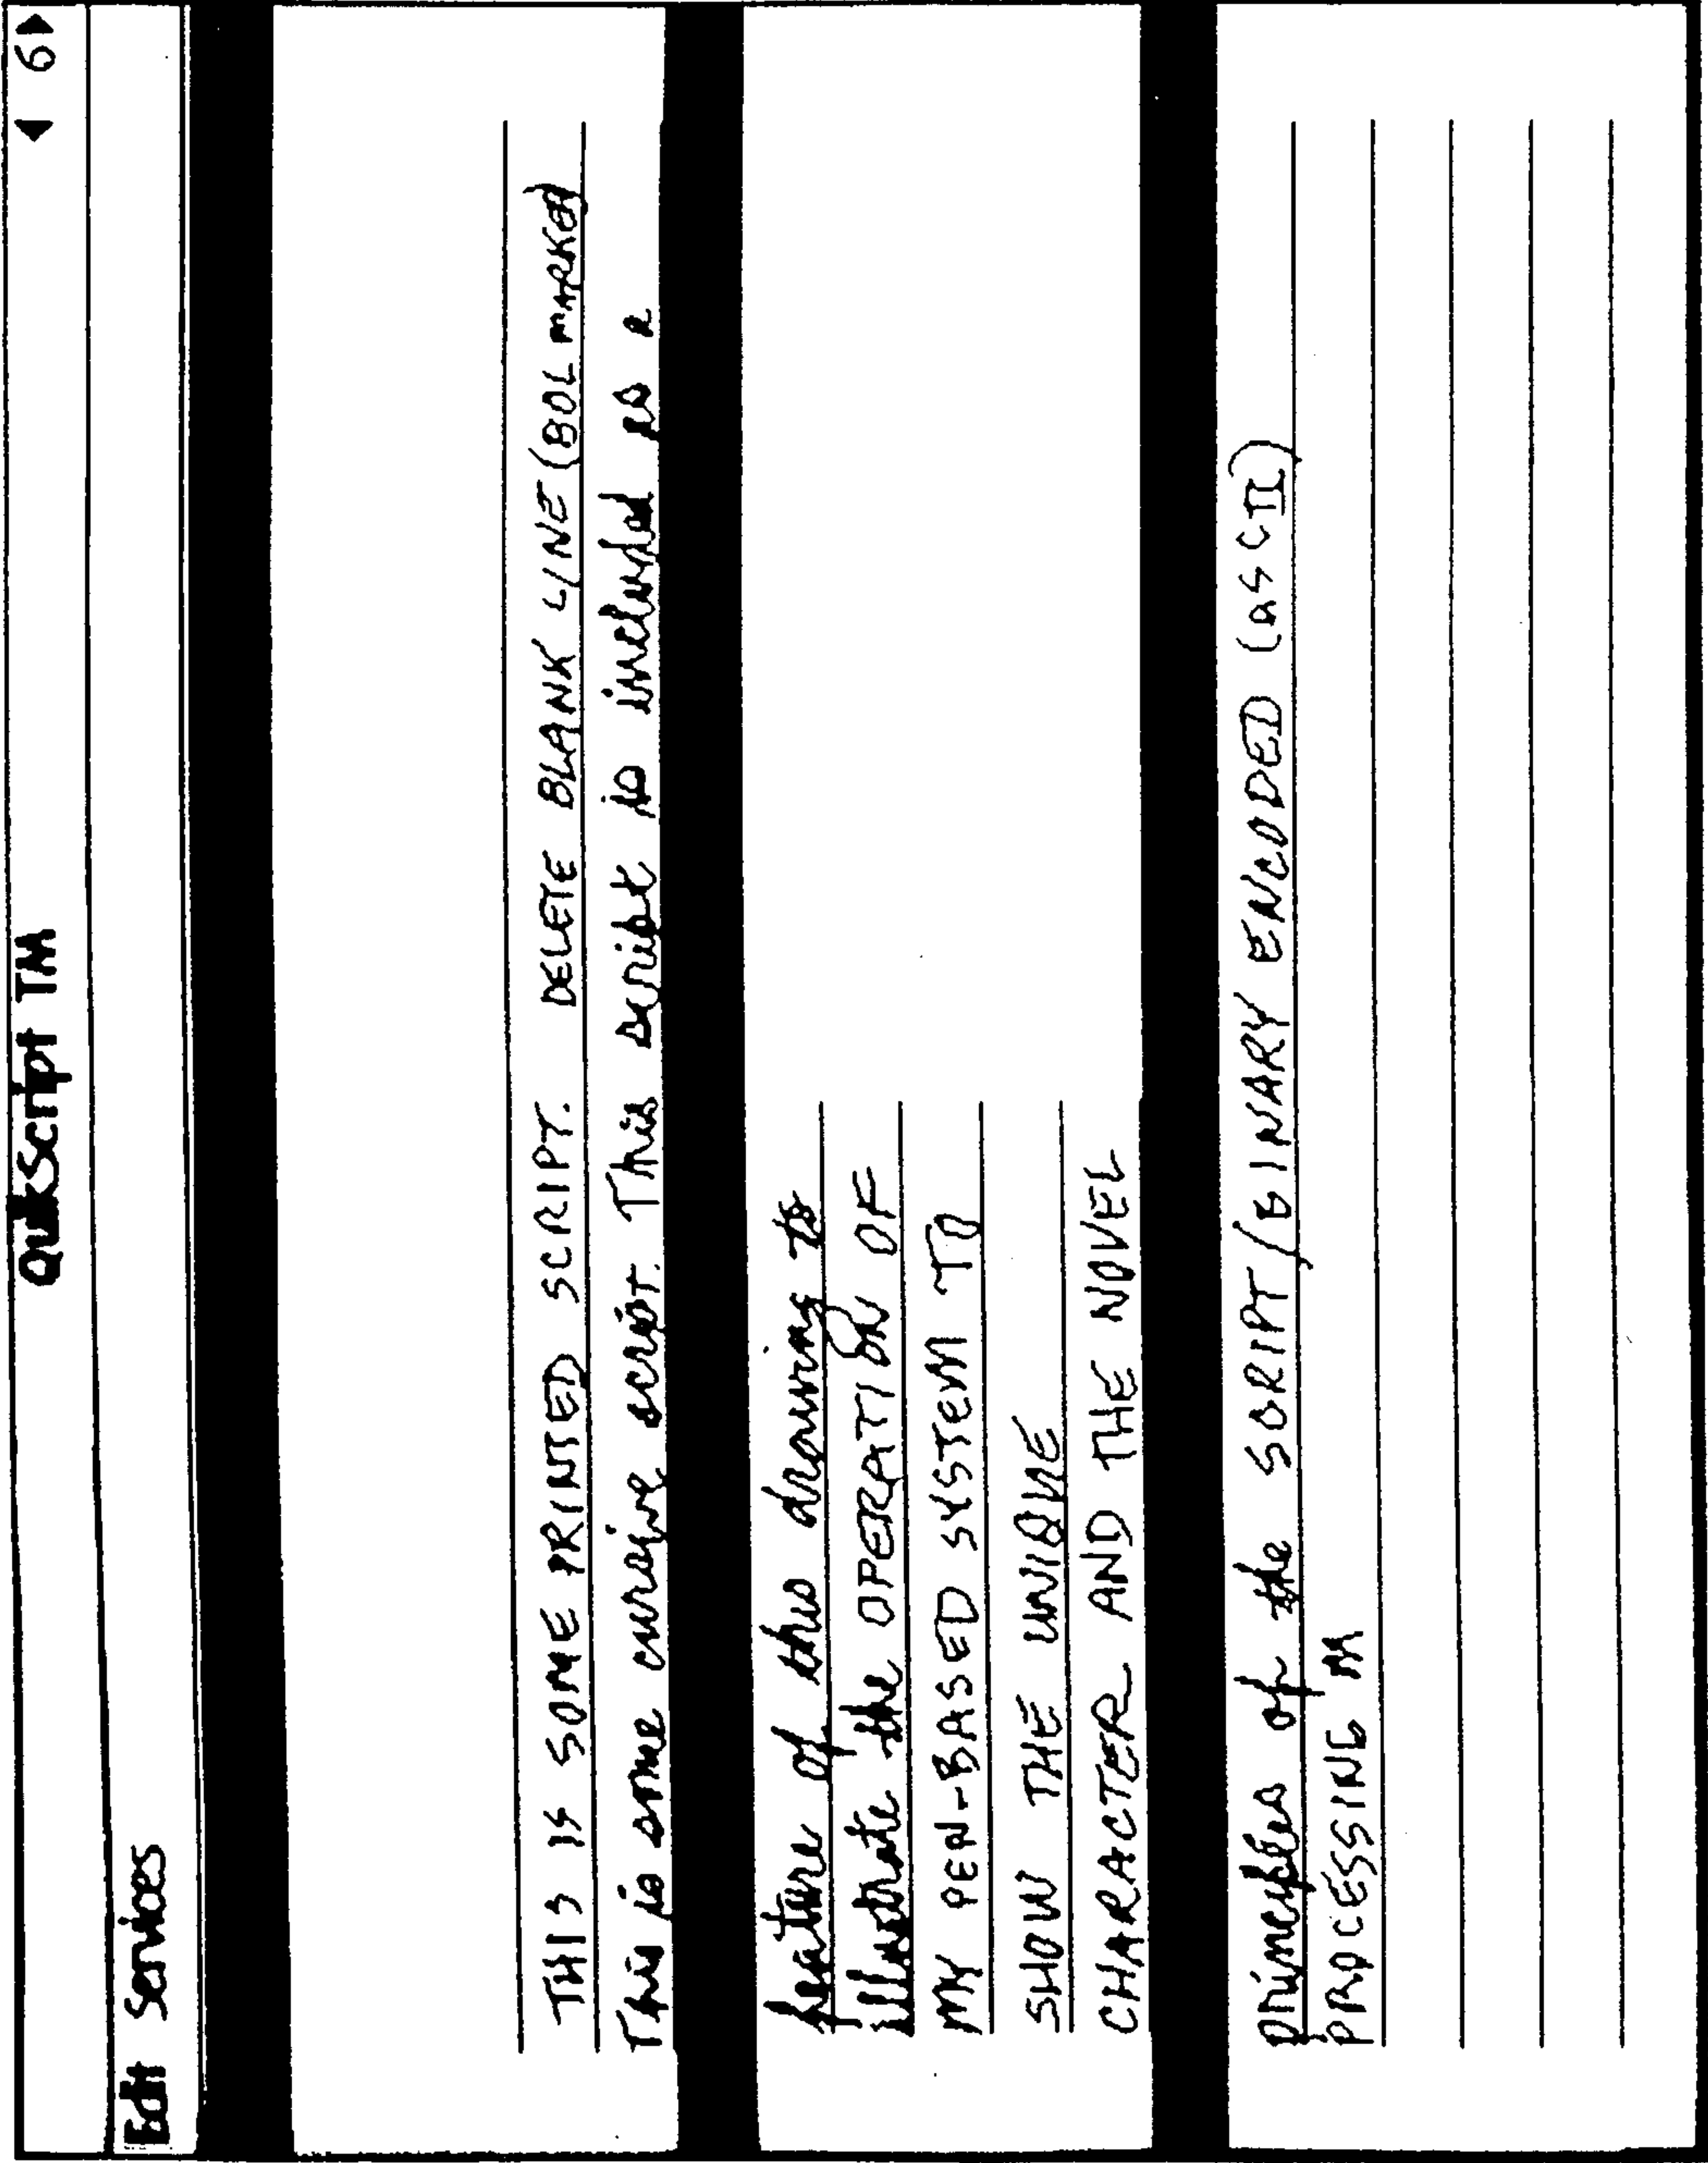 QuikScript TM ◀ 6▶
Edit Services
THIS IS SOME PRINTED SCRIPT. DELETE BLANK LINE (BOL MARKED)
This is some cursive script. This script is included as a
feature of this drawing to
illustrate the OPERATION OF
MY PEN-BASED SYSTEM TO
SHOW THE UNIQUE
CHARACTER AND THE NOVEL
principles of the SCRIPT/BINARY ENCODED (ASCII)
PROCESSING M